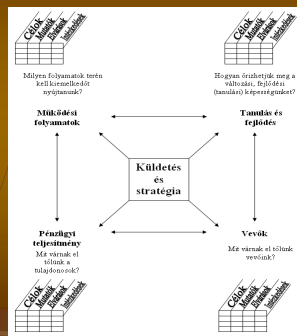 Célok
Mutatók
Elvárások
Intézkedések
Célok
Mutatók
Elvárások
Intézkedések
Milyen folyamatok terén
kell kiemelkedőt
nyújtanunk?
Hogyan őrizhetjük meg a
változási, fejlődési
(tanulási) képességünket?
Működési
folyamatok
Tanulás és
fejlődés
Küldetés
és
stratégia
Pénzügyi
teljesítmény
Vevők
Mit várnak el
tőlünk a
tulajdonosok?
Mit várnak el tőlünk
vevőink?
Célok
Mutatók
Elvárások
Intézkedések
Célok
Mutatók
Elvárások
Intézkedések